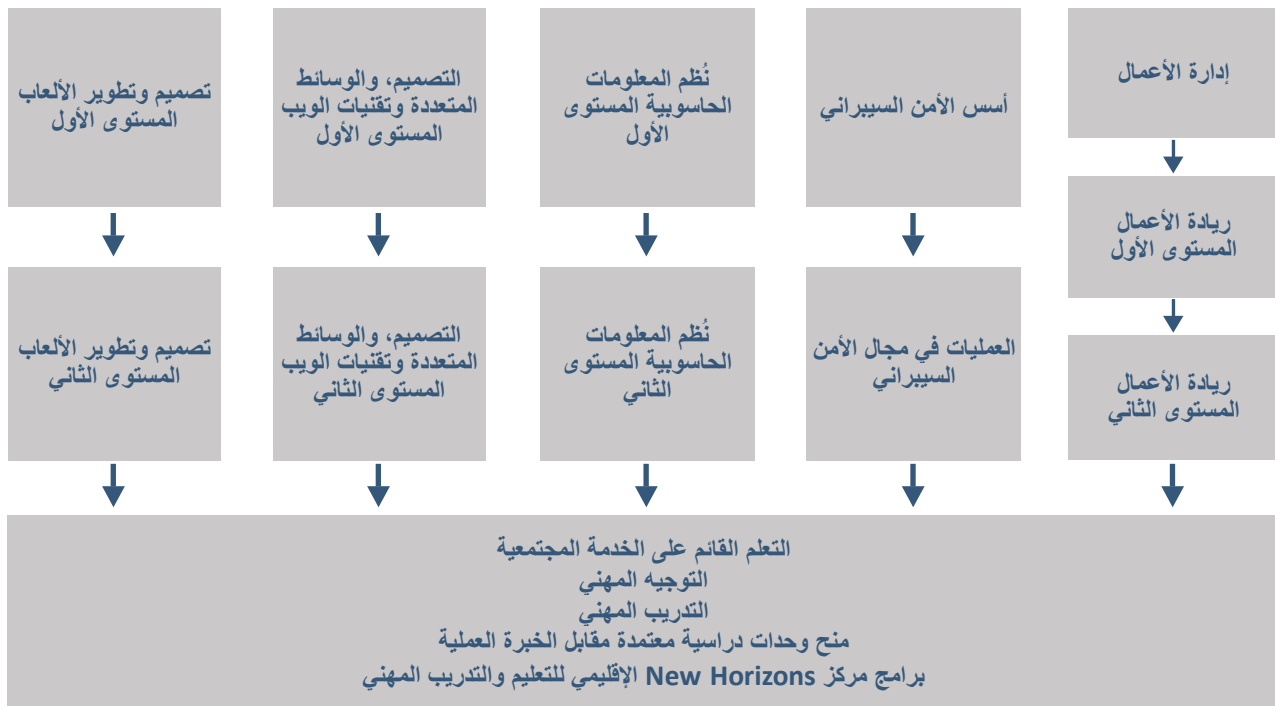 إدارة الأعمال
ريادة الأعمال
المستوى الأول
ريادة الأعمال
المستوى الثاني
أسس الأمن السيبراني
العمليات في مجال الأمن
السيبراني
نُظم المعلومات
الحاسوبية المستوى
الأول
نُظم المعلومات
الحاسوبية المستوى
الثاني
التصميم، والوسائط
المتعددة وتقنيات الويب
المستوى الأول
التصميم، والوسائط
المتعددة وتقنيات الويب
المستوى الثاني
تصميم وتطوير الألعاب
المستوى الأول
تصميم وتطوير الألعاب
المستوى الثاني
التعلم القائم على الخدمة المجتمعية
التوجيه المهني
التدريب المهني
منح وحدات دراسية معتمدة مقابل الخبرة العملية
برامج مركز New Horizons الإقليمي للتعليم والتدريب المهني